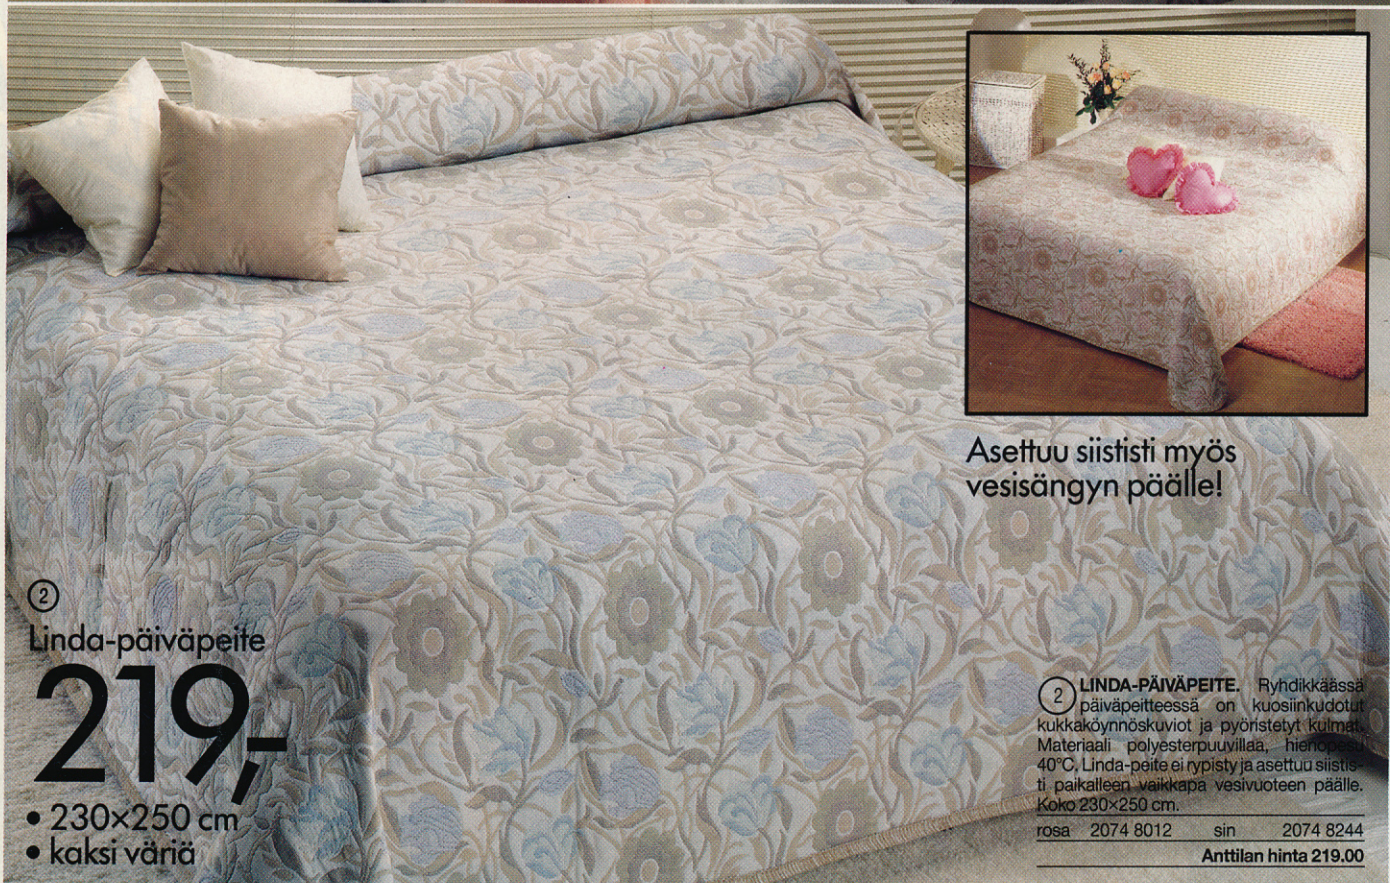 Asettuu siististi myös
vesisängyn päälle!
2
Linda-päiväpeite
219,-
• 230×250 cm
• kaksi väriä
2 LINDA-PÄIVÄPEITE. Ryhdikkäässä
päiväpeitteessä on kuosiinkudotut
kukkaköynnöskuviot ja pyöristetyt kulmat.
Materiaali polyesterpuuvillaa, hienopesu
40°C. Linda-peite ei rypisty ja asettuu siistis-
ti paikalleen vaikkapa vesivuoteen päälle.
Koko 230×250 cm.
rosa 2074 8012 sin 2074 8244
Anttilan hinta 219.00